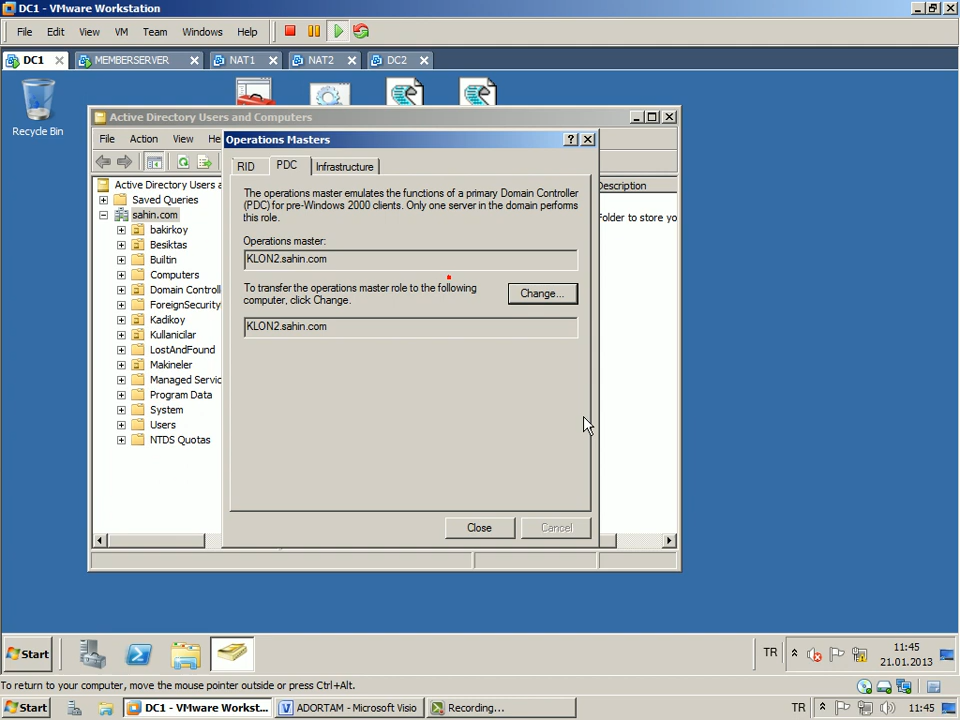 DC1 - VMware Workstation
File Edit View VM Team Windows Help
DC1 MEMBERSERVER NAT1 NAT2 DC2
Recycle Bin
Active Directory Users and Computers
File Action View He
Operations Masters
RID PDC Infrastructure
Active Directory Users a
Saved Queries
sahin.com
bakirkoy
Besiktas
Builtin
Computers
Domain Controll
ForeignSecurity
Kadikoy
Kullanicilar
LostAndFound
Makineler
Managed Servic
Program Data
System
Users
NTDS Quotas
Description
folder to store yo
The operations master emulates the functions of a primary Domain Controller
(PDC) for pre-Windows 2000 clients. Only one server in the domain performs
this role.
Operations master:
KLON2.sahin.com
To transfer the operations master role to the following
computer, click Change.
Change...
KLON2.sahin.com
Close Cancel
Start
TR 11:45
21.01.2013
To return to your computer, move the mouse pointer outside or press Ctrl+Alt.
Start DC1 - VMware Workst... ADORTAM - Microsoft Visio Recording... TR 11:45